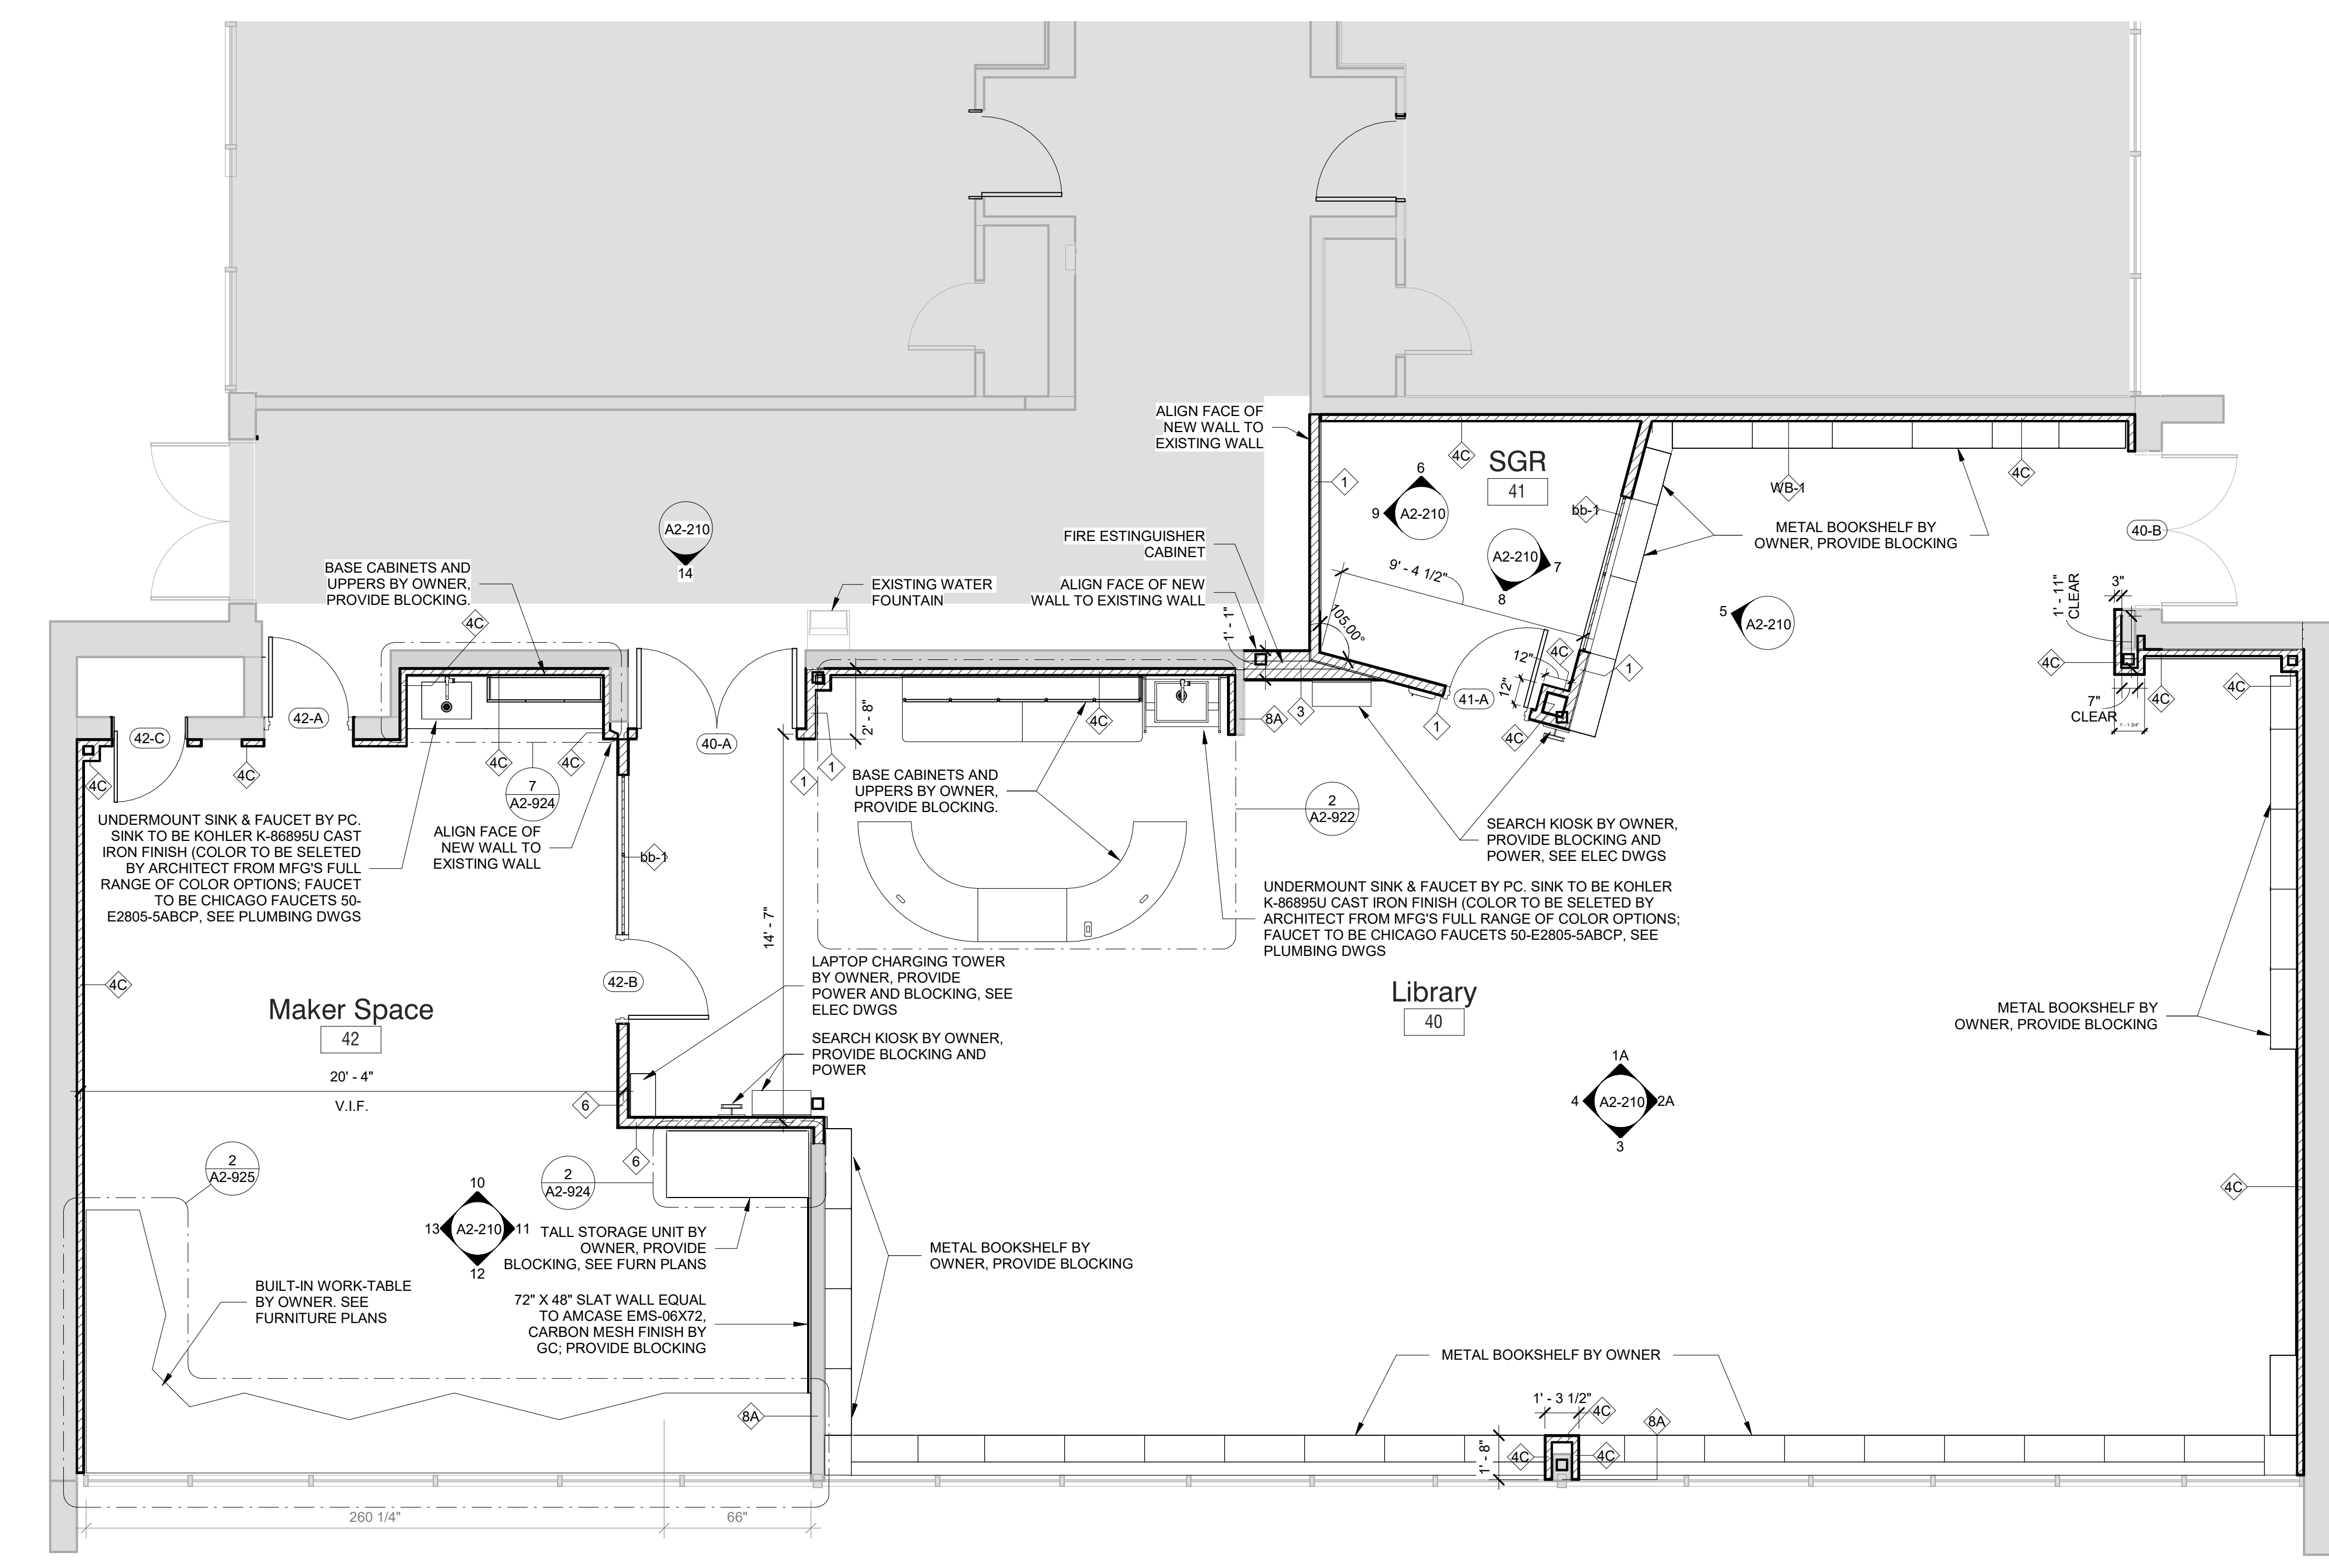 ALIGN FACE OF
NEW WALL TO
EXISTING WALL
4C
SGR
41
1
6
9
A2-210
bb-1
WB-1
4C
METAL BOOKSHELF BY
OWNER, PROVIDE BLOCKING
40-B
A2-210
14
FIRE ESTINGUISHER
CABINET
A2-210
7
8
9' - 4 1/2"
105.00°
5
A2-210
1' - 11"
CLEAR
3"
BASE CABINETS AND
UPPERS BY OWNER,
PROVIDE BLOCKING.
EXISTING WATER
FOUNTAIN
ALIGN FACE OF NEW
WALL TO EXISTING WALL
1' - 1"
4C
4C
12"
12"
1
4C
4C
4C
7"
CLEAR
1' - 1 3/4"
42-A
42-C
40-A
2' - 8"
4C
8A
3
41-A
1
4C
4C
4C
4C
4C
1
1
7
A2-924
BASE CABINETS AND
UPPERS BY OWNER,
PROVIDE BLOCKING.
2
A2-922
UNDERMOUNT SINK & FAUCET BY PC.
SINK TO BE KOHLER K-86895U CAST
IRON FINISH (COLOR TO BE SELETED
BY ARCHITECT FROM MFG'S FULL
RANGE OF COLOR OPTIONS; FAUCET
TO BE CHICAGO FAUCETS 50-
E2805-5ABCP, SEE PLUMBING DWGS
ALIGN FACE OF
NEW WALL TO
EXISTING WALL
bb-1
SEARCH KIOSK BY OWNER,
PROVIDE BLOCKING AND
POWER, SEE ELEC DWGS
UNDERMOUNT SINK & FAUCET BY PC. SINK TO BE KOHLER
K-86895U CAST IRON FINISH (COLOR TO BE SELETED BY
ARCHITECT FROM MFG'S FULL RANGE OF COLOR OPTIONS;
FAUCET TO BE CHICAGO FAUCETS 50-E2805-5ABCP, SEE
PLUMBING DWGS
14' - 7"
4C
42-B
LAPTOP CHARGING TOWER
BY OWNER, PROVIDE
POWER AND BLOCKING, SEE
ELEC DWGS
Maker Space
42
Library
40
METAL BOOKSHELF BY
OWNER, PROVIDE BLOCKING
SEARCH KIOSK BY OWNER,
PROVIDE BLOCKING AND
POWER
20' - 4"
V.I.F.
6
6
1A
4
A2-210
2A
3
2
A2-925
2
A2-924
4C
10
13
A2-210
11
12
TALL STORAGE UNIT BY
OWNER, PROVIDE
BLOCKING, SEE FURN PLANS
METAL BOOKSHELF BY
OWNER, PROVIDE BLOCKING
BUILT-IN WORK-TABLE
BY OWNER. SEE
FURNITURE PLANS
72" X 48" SLAT WALL EQUAL
TO AMCASE EMS-06X72,
CARBON MESH FINISH BY
GC; PROVIDE BLOCKING
METAL BOOKSHELF BY OWNER
8A
1' - 3 1/2"
4C
8A
1' - 8"
4C
4C
260 1/4"
66"